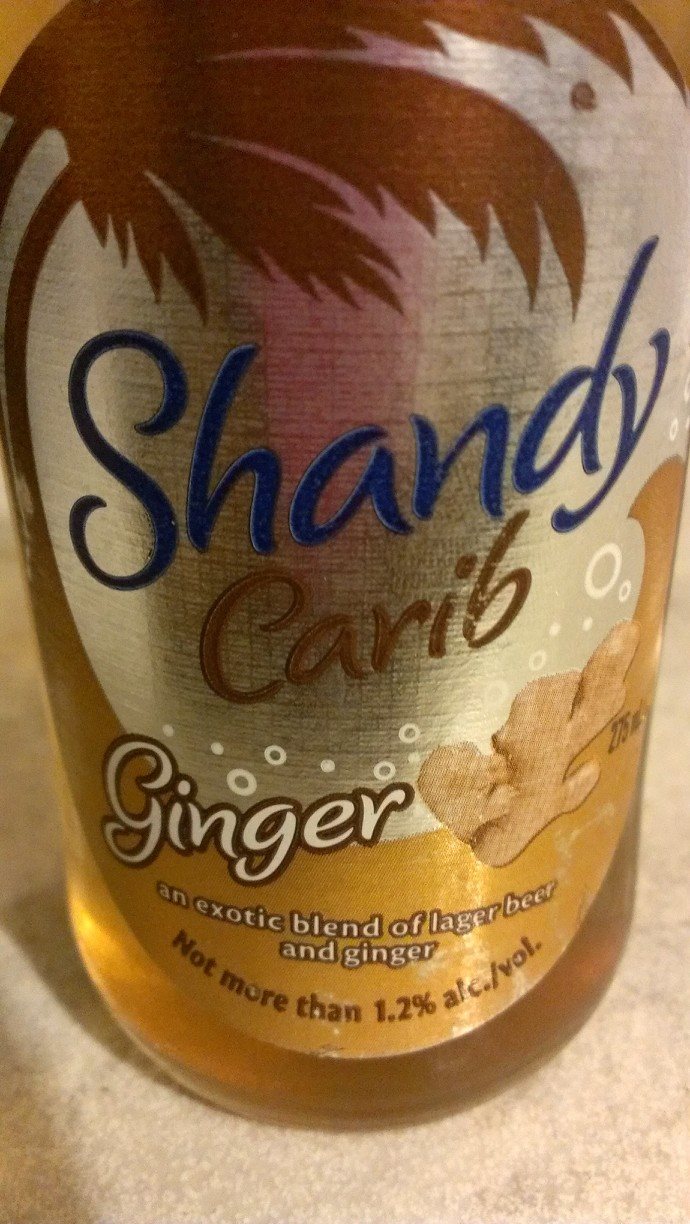 Shandy
Carib
Ginger
an exotic blend of lager beer
and ginger
Not more than 1.2% alc./vol.